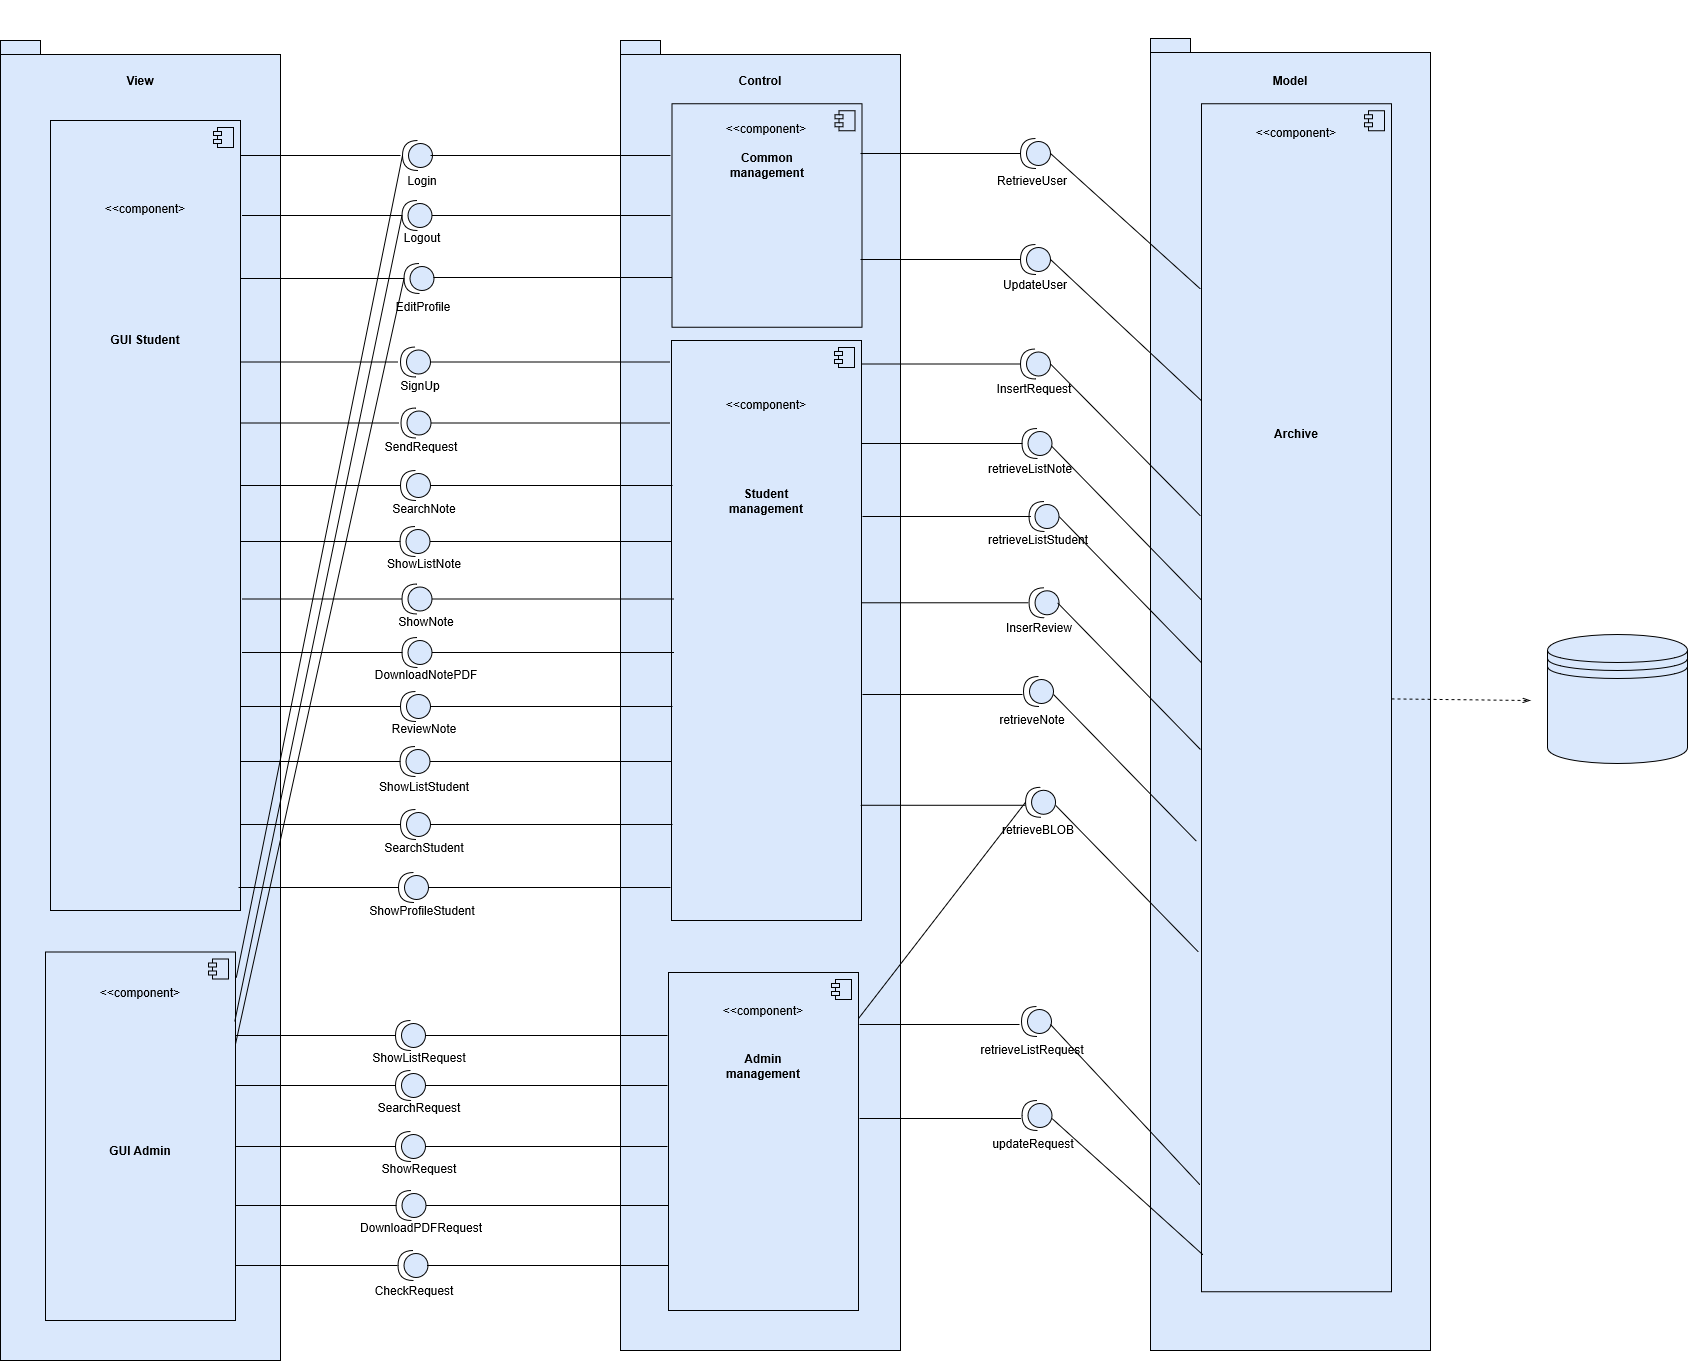 View
<<component>>
GUI Student
<<component>>
GUI Admin
Login
Logout
EditProfile
SignUp
SendRequest
SearchNote
ShowListNote
ShowNote
DownloadNotePDF
ReviewNote
ShowListStudent
SearchStudent
ShowProfileStudent
ShowListRequest
SearchRequest
ShowRequest
DownloadPDFRequest
CheckRequest
Control
<<component>>
Common
management
<<component>>
Student
management
<<component>>
Admin
management
RetrieveUser
UpdateUser
InsertRequest
retrieveListNote
retrieveListStudent
InserReview
retrieveNote
retrieveBLOB
retrieveListRequest
updateRequest
Model
<<component>>
Archive